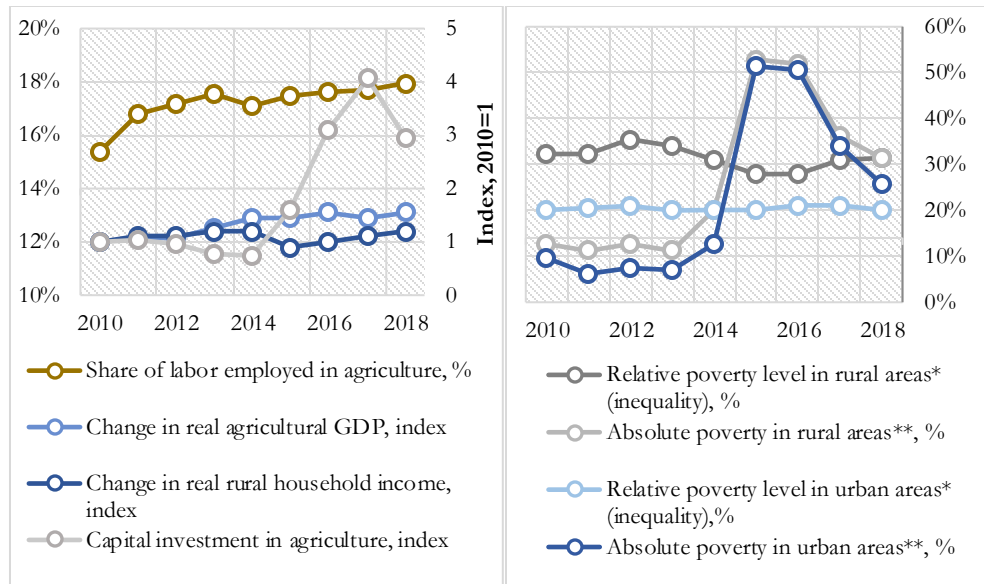 20%
18%
16%
14%
12%
10%
5
4
3
2
1
0
Index, 2010=1
2010 2012 2014 2016 2018
Share of labor employed in agriculture, %
Change in real agricultural GDP, index
Change in real rural household income,
index
Capital investment in agriculture, index
60%
50%
40%
30%
20%
10%
0%
2010 2012 2014 2016 2018
Relative poverty level in rural areas*
(inequality), %
Absolute poverty in rural areas**, %
Relative poverty level in urban areas*
(inequality),%
Absolute poverty in urban areas**, %